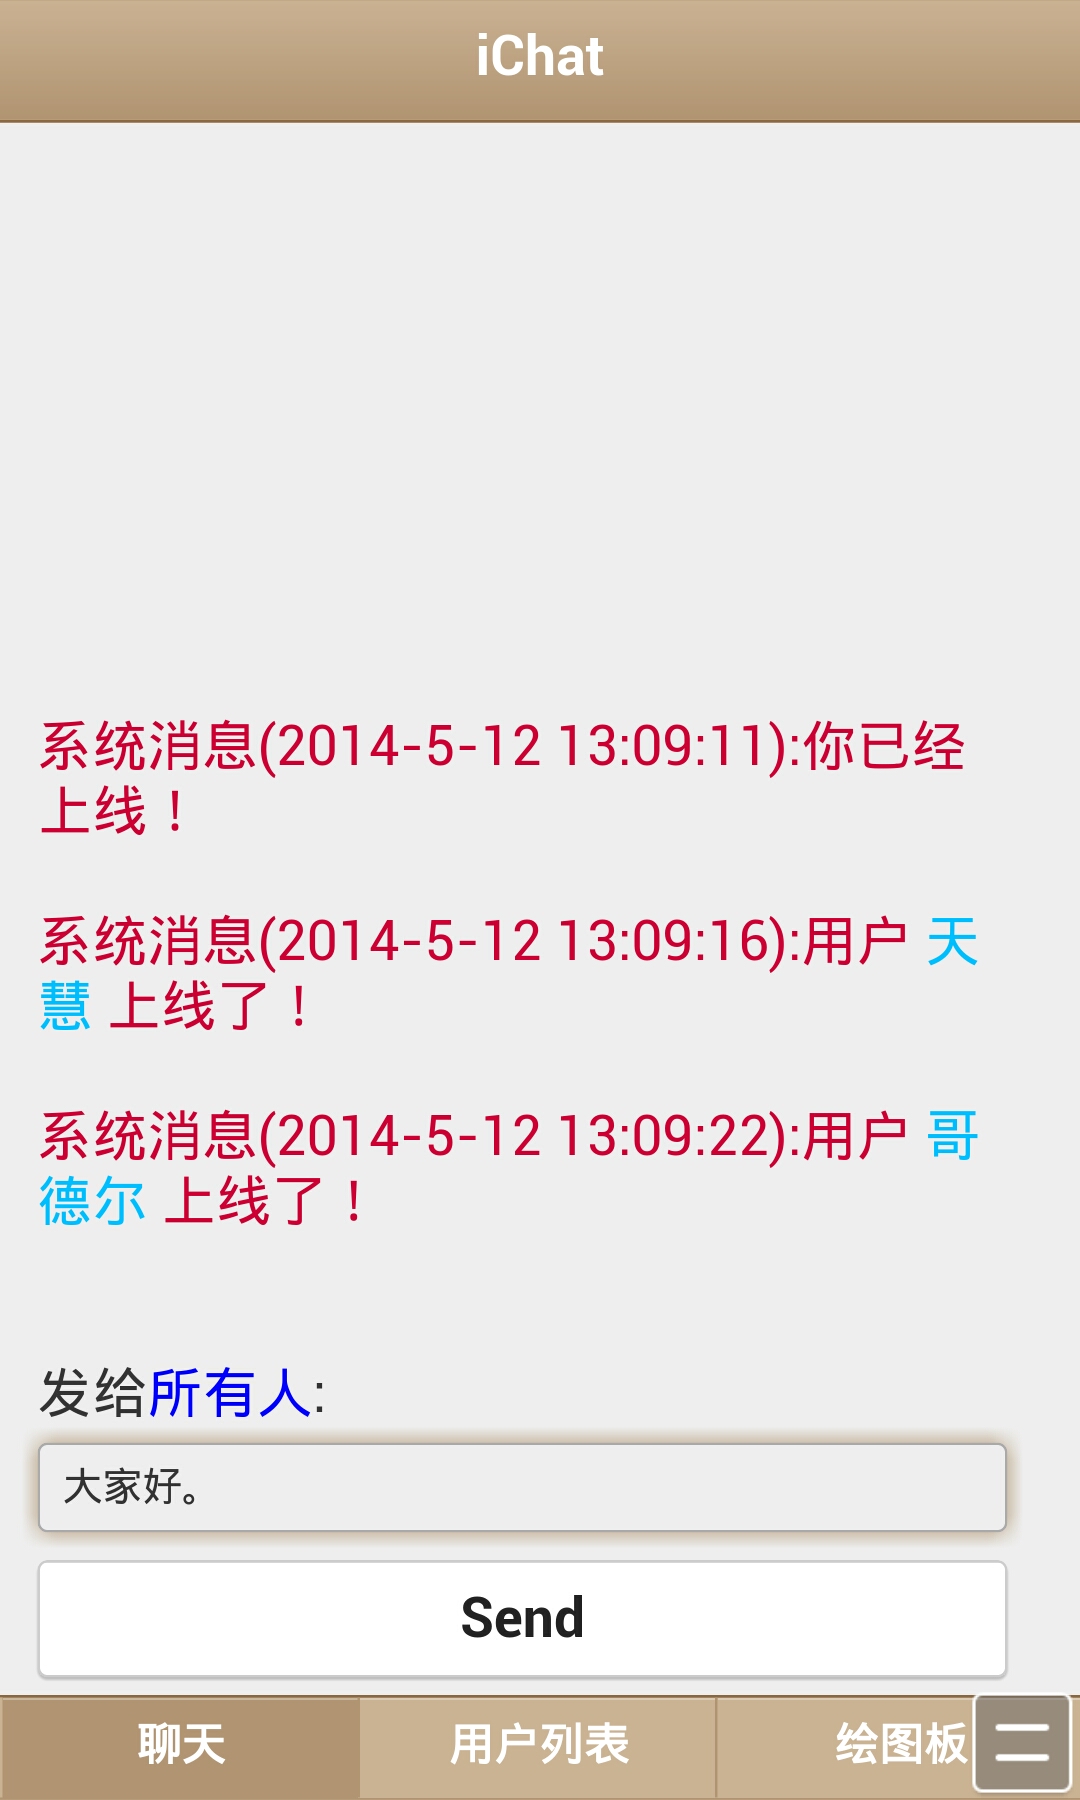 iChat
系统消息(2014-5-12 13:09:11):你已经
上线！
系统消息(2014-5-12 13:09:16):用户 天
慧 上线了！
系统消息(2014-5-12 13:09:22):用户 哥
德尔 上线了！
发给所有人:
大家好。
Send
聊天 用户列表 绘图板